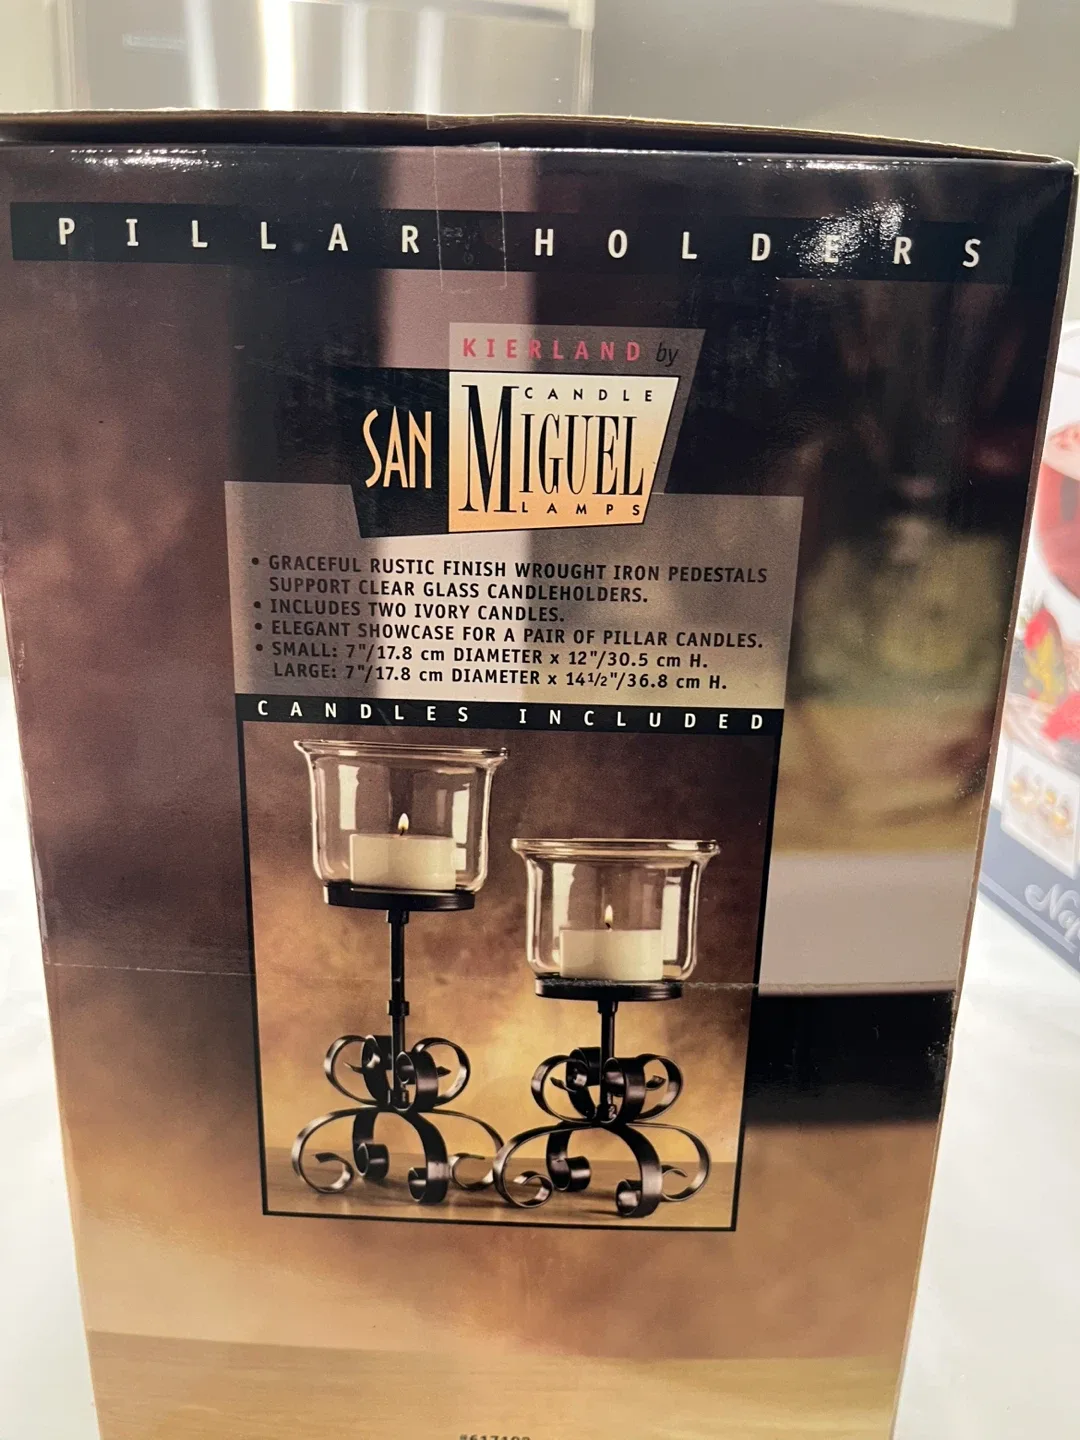 PILLAR HOLDERS
KIERLAND by
CANDLE
SAN MIGUEL
LAMPS
• GRACEFUL RUSTIC FINISH WROUGHT IRON PEDESTALS
SUPPORT CLEAR GLASS CANDLEHOLDERS.
• INCLUDES TWO IVORY CANDLES.
• ELEGANT SHOWCASE FOR A PAIR OF PILLAR CANDLES.
• SMALL: 7"/17.8 cm DIAMETER x 12"/30.5 cm H.
LARGE: 7"/17.8 cm DIAMETER x 14 1/2"/36.8 cm H.
CANDLES INCLUDED